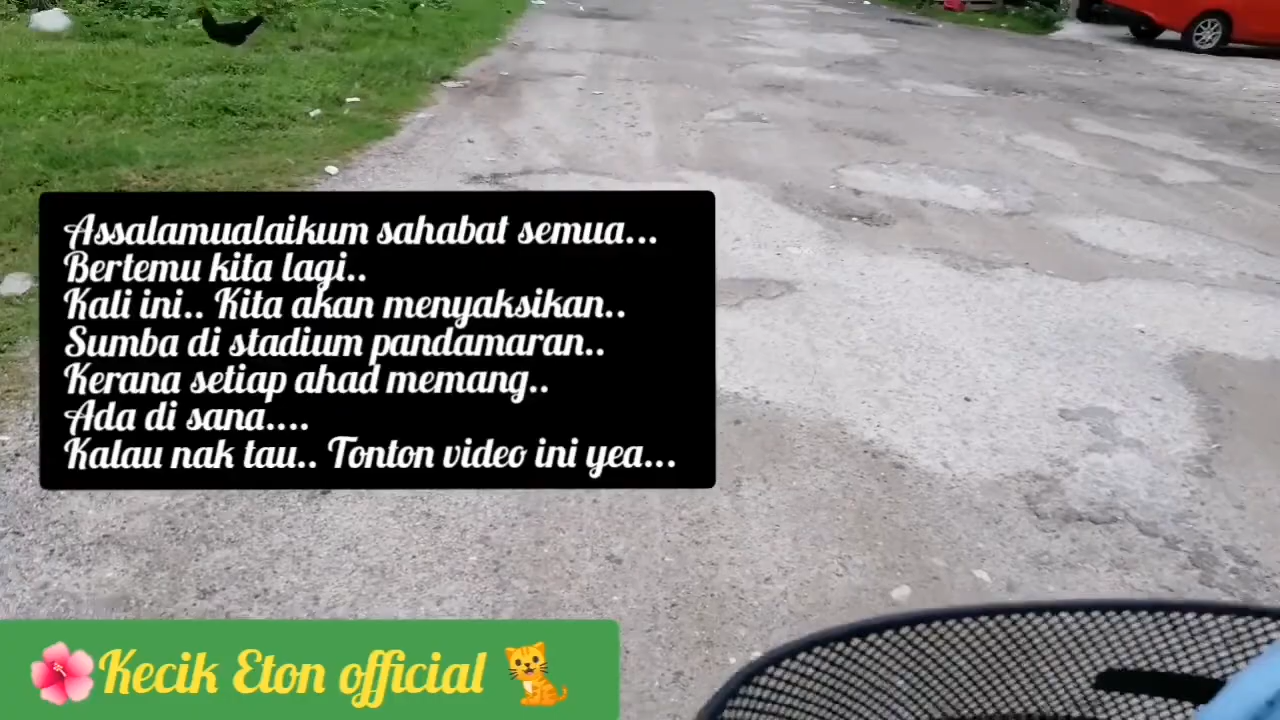 Assalamualaikum sahabat semua...
Bertemu kita lagi..
Kali ini.. Kita akan menyaksikan..
Sumba di stadium pandamaran..
Kerana setiap ahad memang..
Ada di sana....
Kalau nak tau.. Tonton video ini yea...
Kecik Eton official